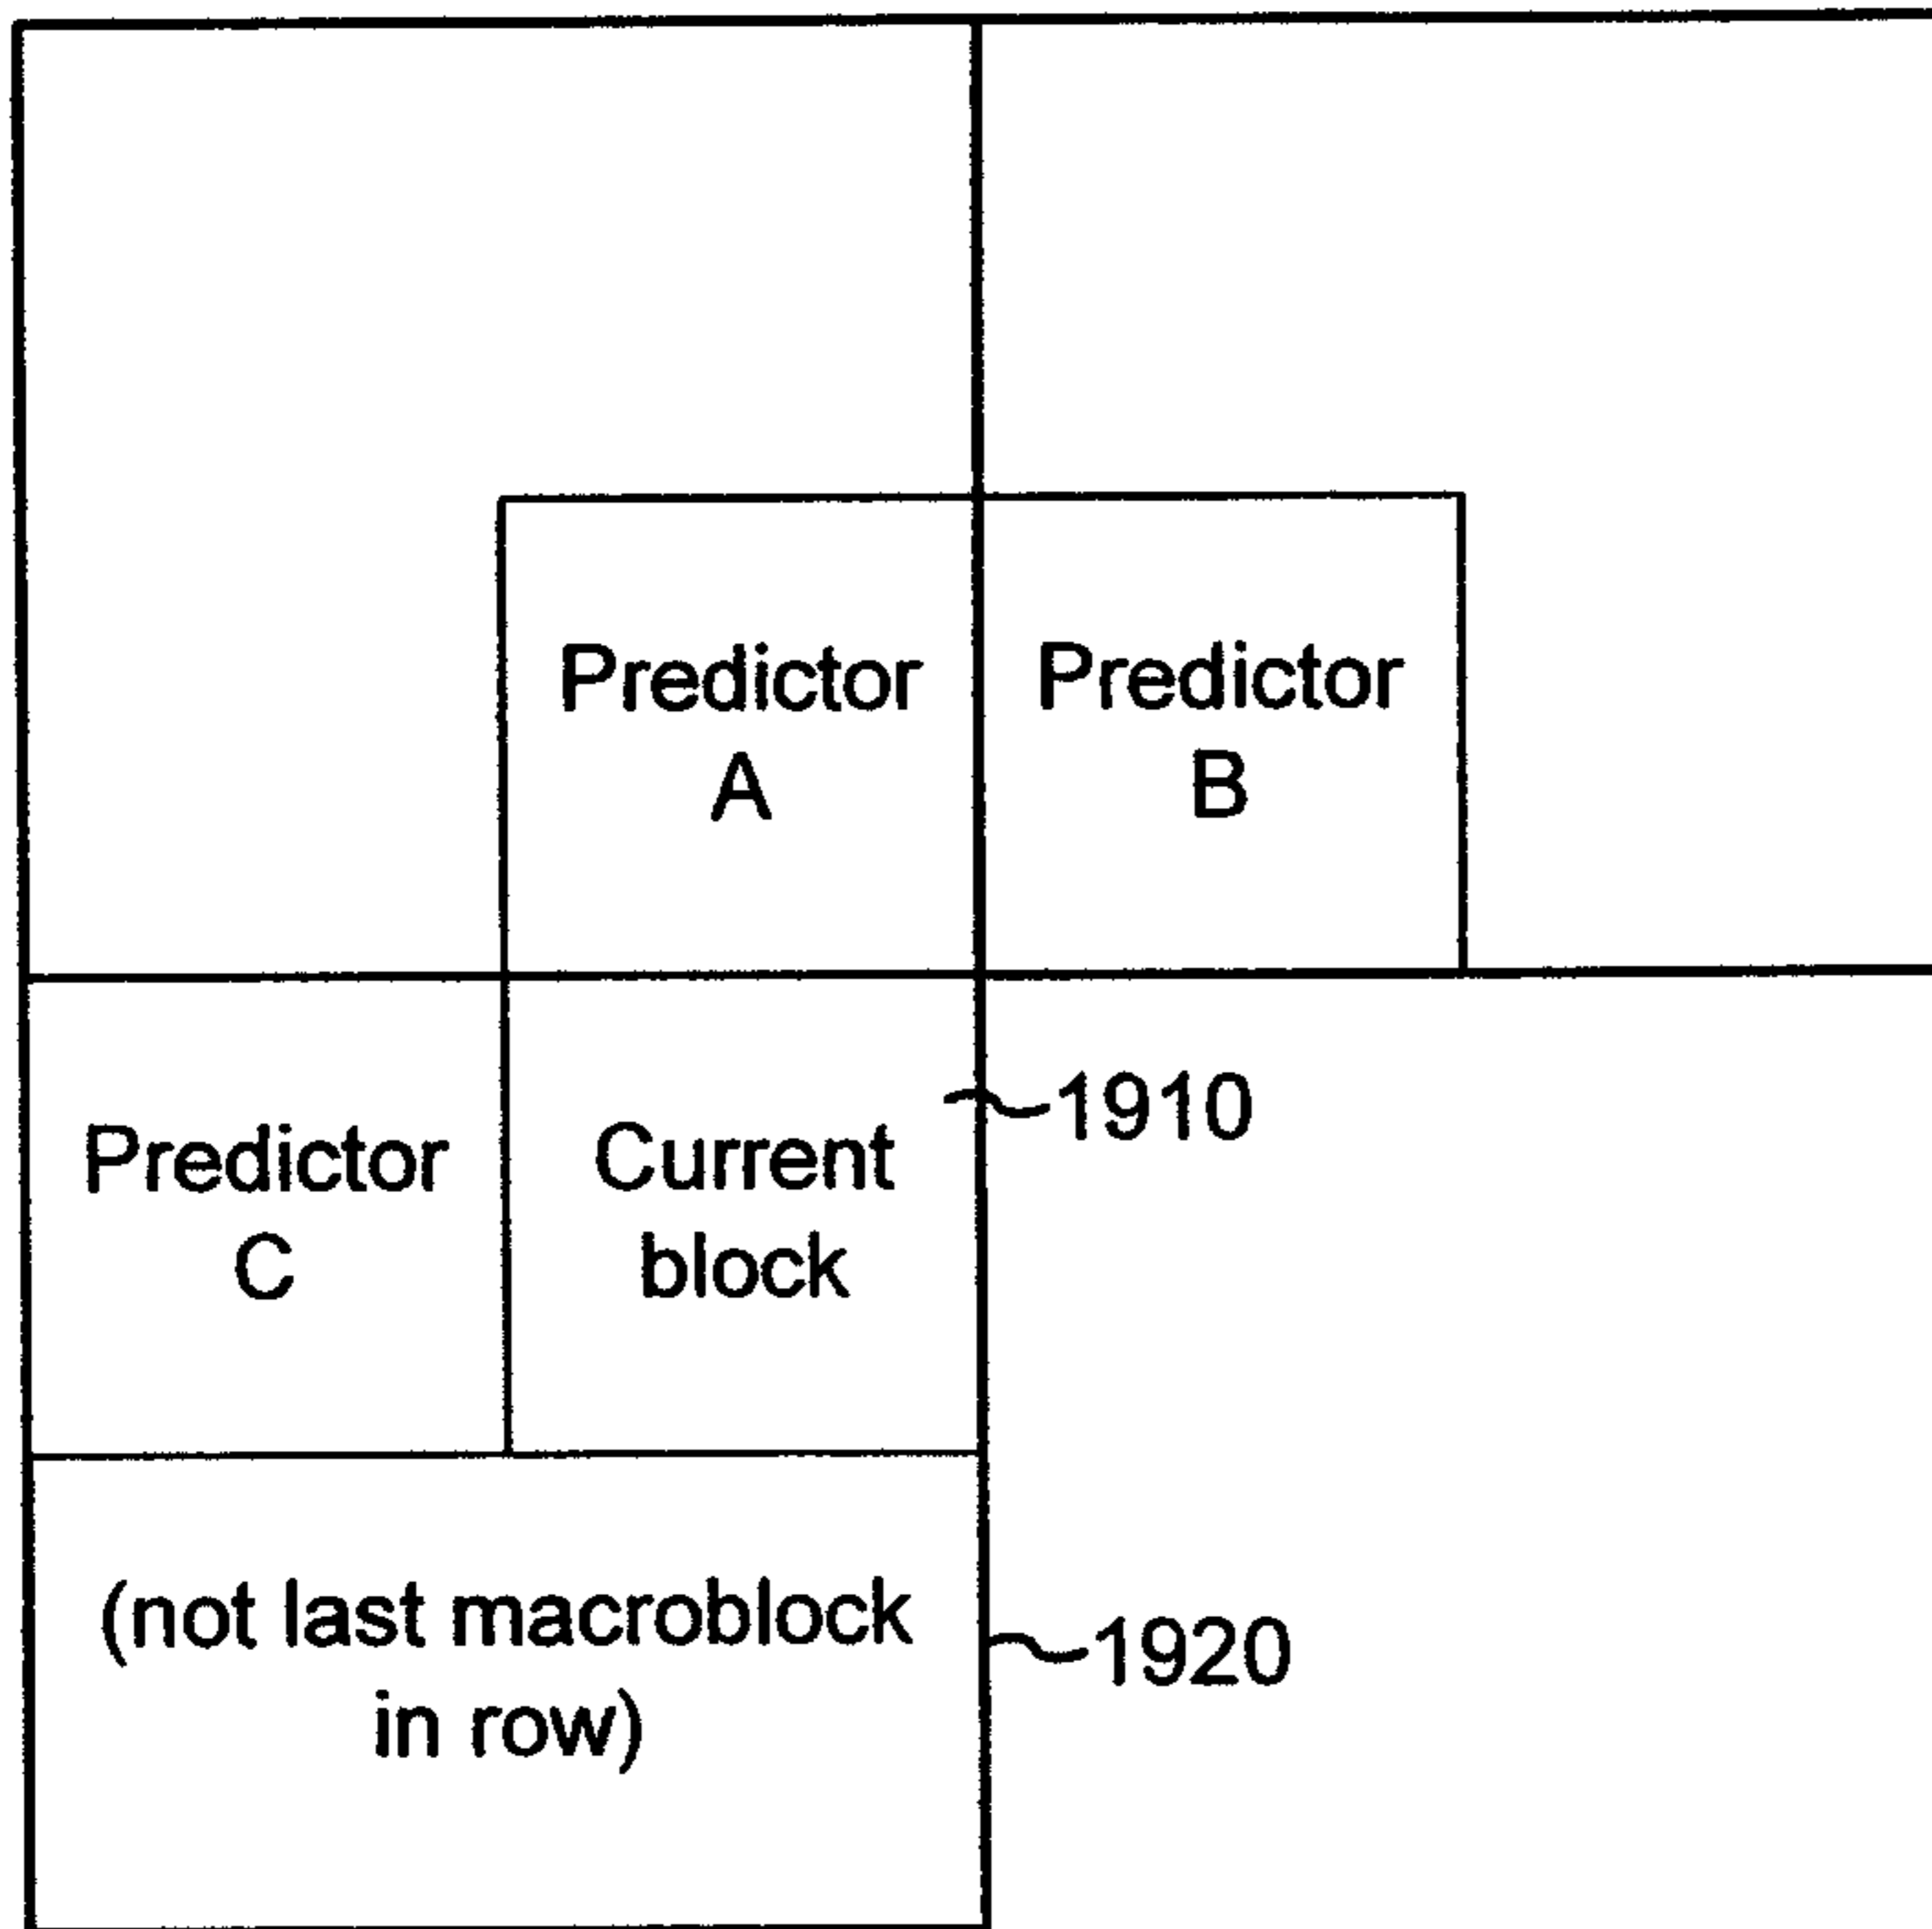 Predictor
A
Predictor
B
Predictor
C
Current
block
1910
(not last macroblock
in row)
1920